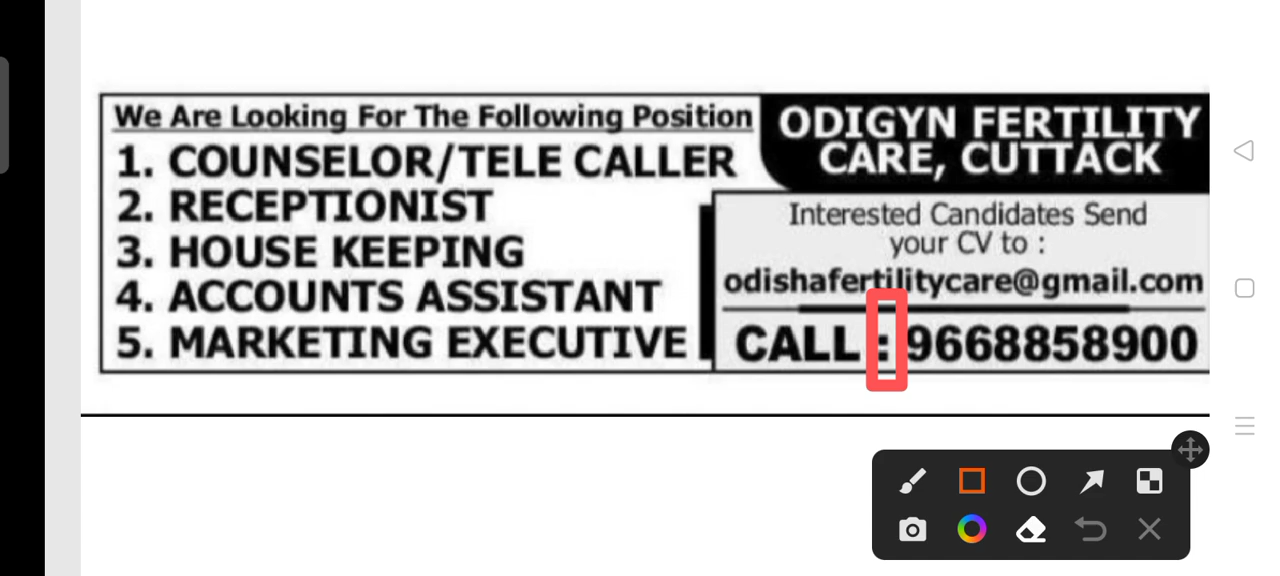 We Are Looking For The Following Position
1. COUNSELOR/TELE CALLER
2. RECEPTIONIST
3. HOUSE KEEPING
4. ACCOUNTS ASSISTANT
5. MARKETING EXECUTIVE
ODIGYN FERTILITY
CARE, CUTTACK
Interested Candidates Send
your CV to :
odishafertilitycare@gmail.com
CALL : 9668858900